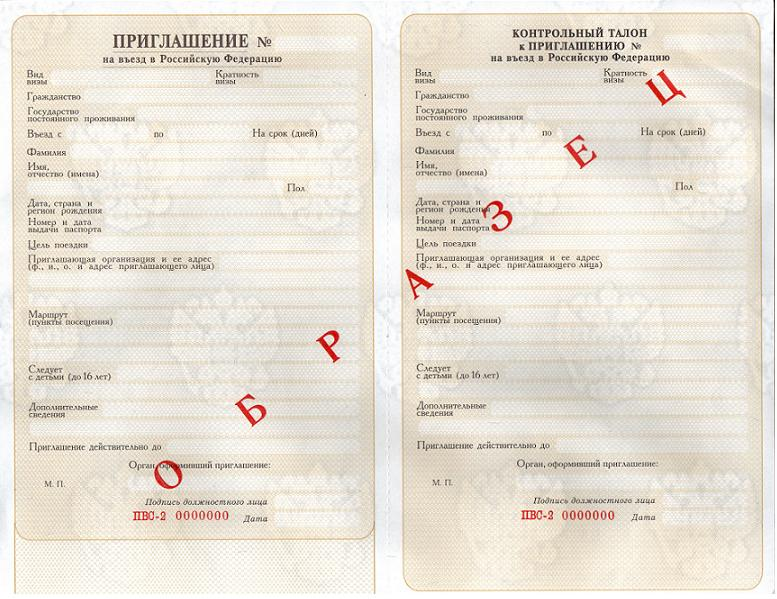 ПРИГЛАШЕНИЕ №
на въезд в Российскую Федерацию
Вид визы
Кратность визы
Гражданство
Государство
постоянного проживания
Въезд с по На срок (дней)
Фамилия
Имя,
отчество (имена)
Пол
Дата, страна и
регион рождения
Номер и дата
выдачи паспорта
Цель поездки
Приглашающая организация и ее адрес
(ф., и., о. и адрес приглашающего лица)
Маршрут
(пункты посещения)
Следует
с детьми (до 16 лет)
Дополнительные
сведения
Приглашение действительно до
Орган, оформивший приглашение:
М. П.
Подпись должностного лица
ПВС-2 0000000 Дата
КОНТРОЛЬНЫЙ ТАЛОН
к ПРИГЛАШЕНИЮ №
на въезд в Российскую Федерацию
Вид визы
Кратность визы
Гражданство
Государство
постоянного проживания
Въезд с по На срок (дней)
Фамилия
Имя,
отчество (имена)
Пол
Дата, страна и
регион рождения
Номер и дата
выдачи паспорта
Цель поездки
Приглашающая организация и ее адрес
(ф., и., о. и адрес приглашающего лица)
Маршрут
(пункты посещения)
Следует
с детьми (до 16 лет)
Дополнительные
сведения
Приглашение действительно до
Орган, оформивший приглашение:
М. П.
Подпись должностного лица
ПВС-2 0000000 Дата
ОБРАЗЕЦ